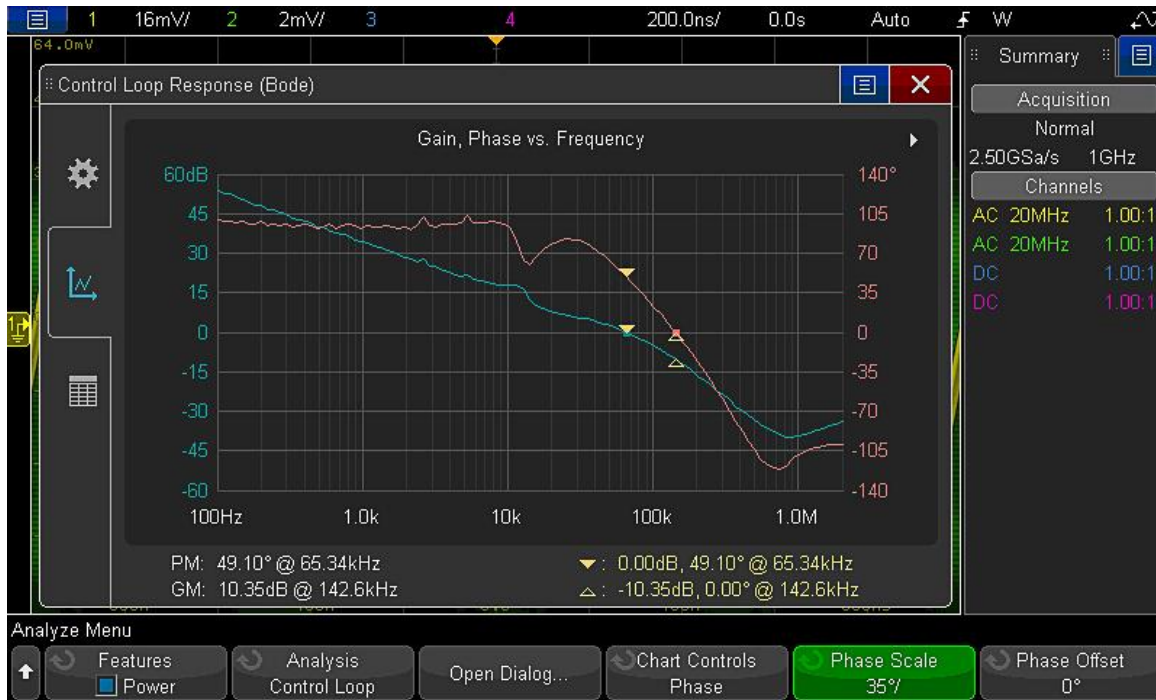 1 16mV/ 2 2mV/ 3 4 200.0ns/ 0.0s Auto W
64.0mV
Summary
Control Loop Response (Bode)
Acquisition
Normal
2.50GSa/s 1GHz
Channels
AC 20MHz 1.00:1
AC 20MHz 1.00:1
DC 1.00:1
DC 1.00:1
Gain, Phase vs. Frequency
60dB 140°
45 105
30 70
15 35
0 0
-15 -35
-30 -70
-45 -105
-60 -140
100Hz 1.0k 10k 100k 1.0M
PM: 49.10° @ 65.34kHz : 0.00dB, 49.10° @ 65.34kHz
GM: 10.35dB @ 142.6kHz : -10.35dB, 0.00° @ 142.6kHz
Analyze Menu
Features Analysis Open Dialog... Chart Controls Phase Scale Phase Offset
Power Control Loop Phase 35°/ 0°